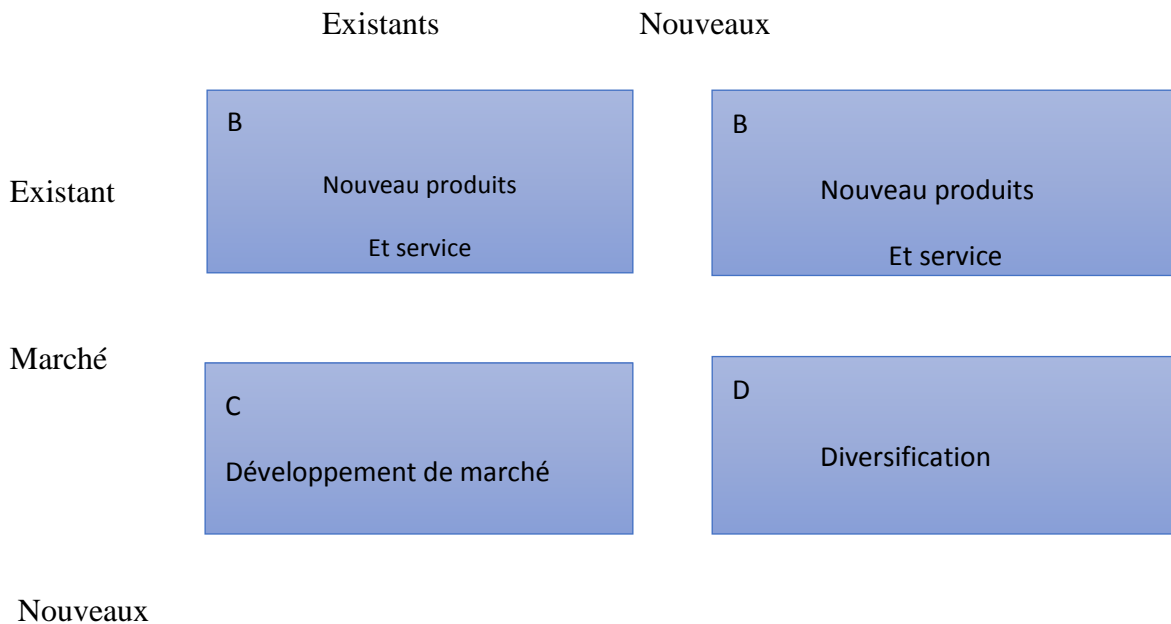 Existants Nouveaux
B
Nouveau produits
Et service
B
Nouveau produits
Et service
Existant
Marché
C
Développement de marché
D
Diversification
Nouveaux